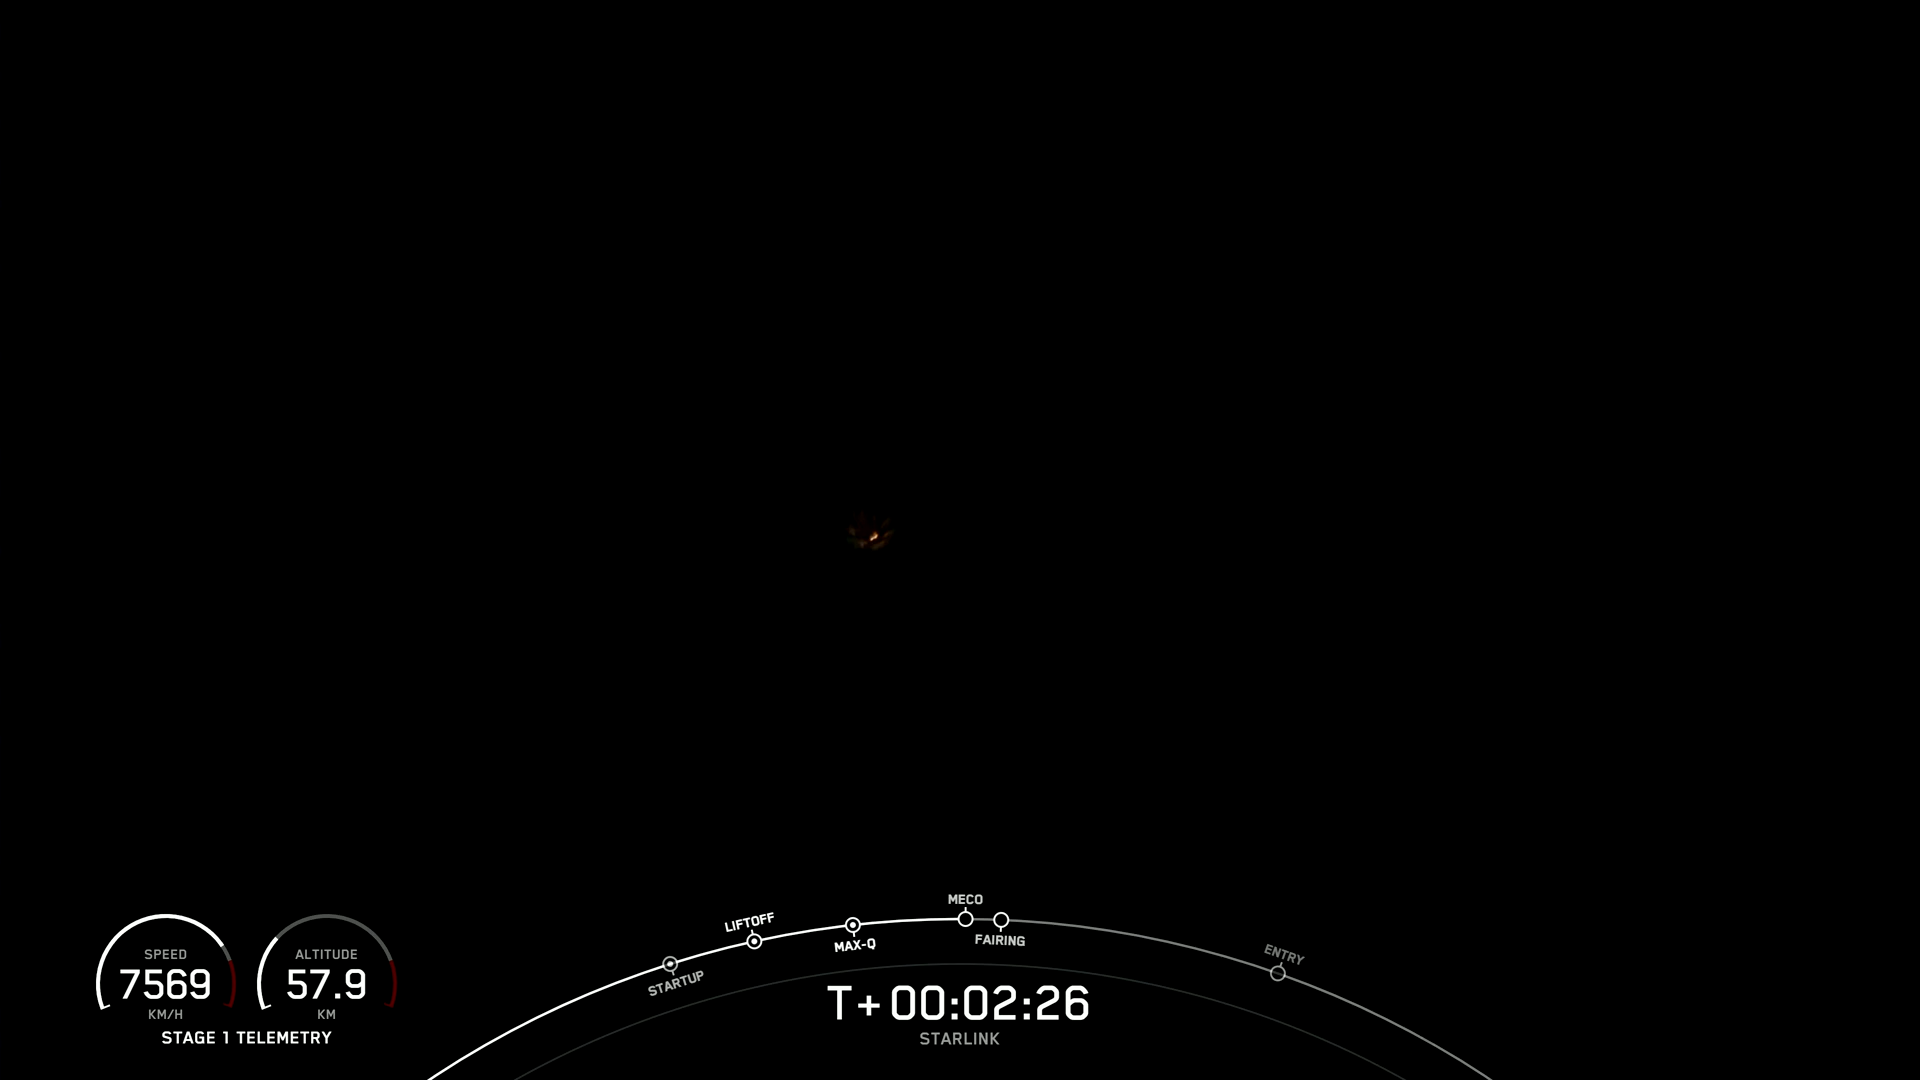 MECO
LIFTOFF
MAX-Q
FAIRING
STARTUP
ENTRY
SPEED
7569
KM/H
ALTITUDE
57.9
KM
STAGE 1 TELEMETRY
T+00:02:26
STARLINK